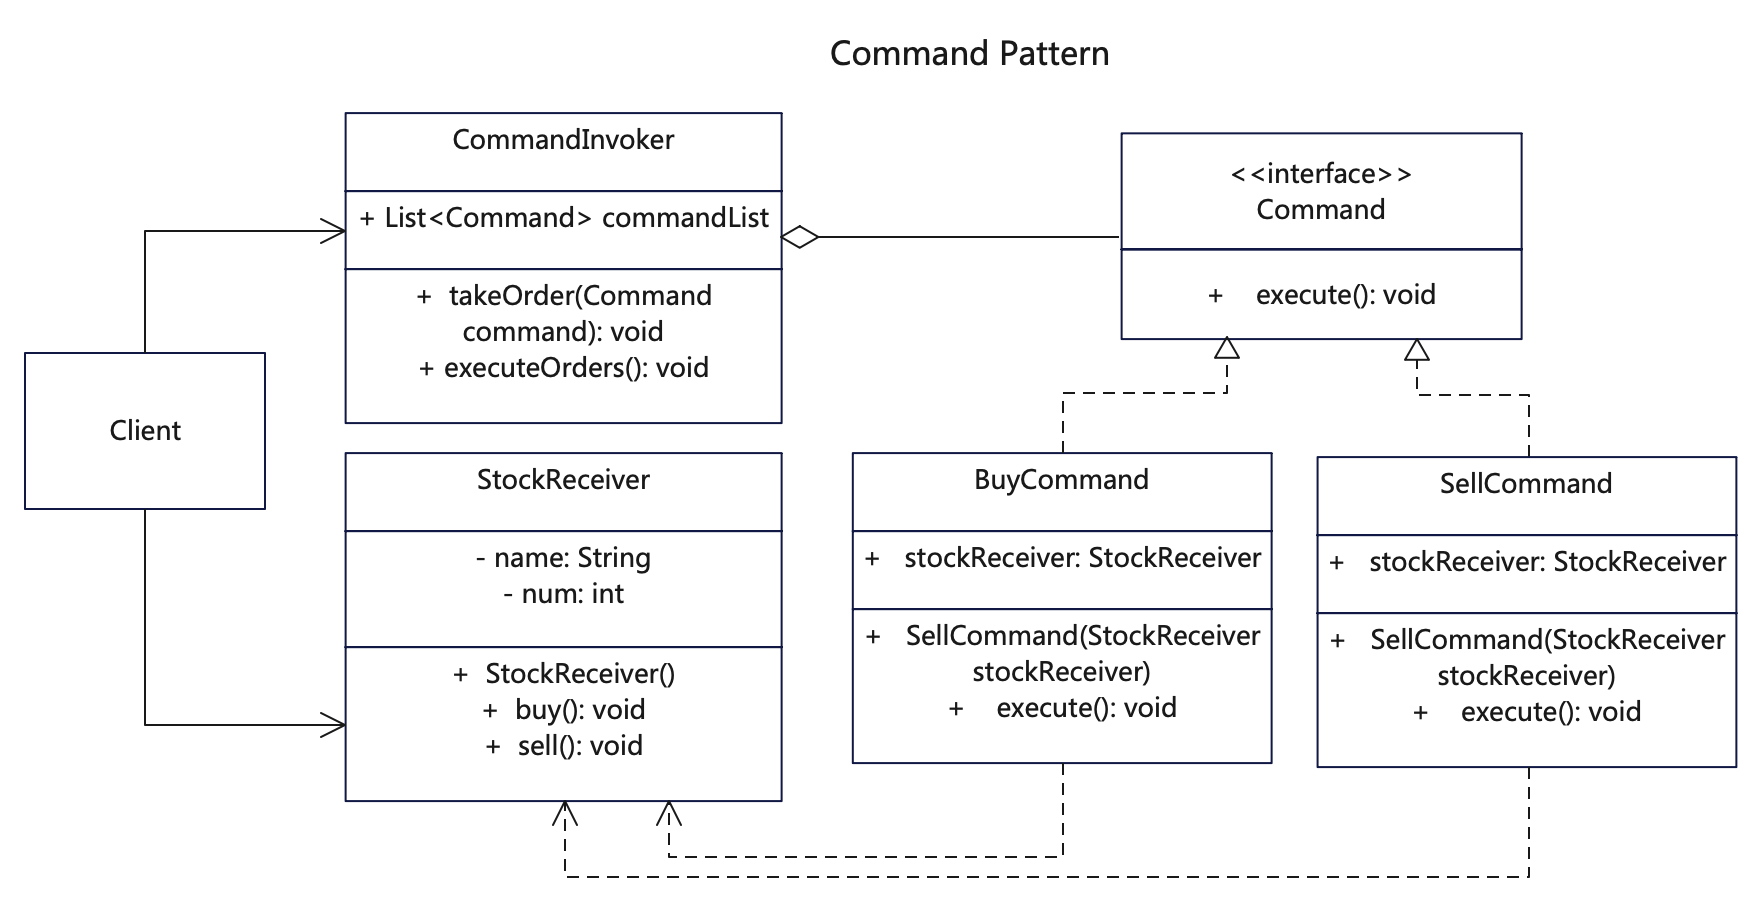 Command Pattern
CommandInvoker
+ List<Command> commandList
+ takeOrder(Command
command): void
+ executeOrders(): void
<<interface>>
Command
+ execute(): void
Client
StockReceiver
- name: String
- num: int
+ StockReceiver()
+ buy(): void
+ sell(): void
BuyCommand
+ stockReceiver: StockReceiver
+ SellCommand(StockReceiver
stockReceiver)
+ execute(): void
SellCommand
+ stockReceiver: StockReceiver
+ SellCommand(StockReceiver
stockReceiver)
+ execute(): void